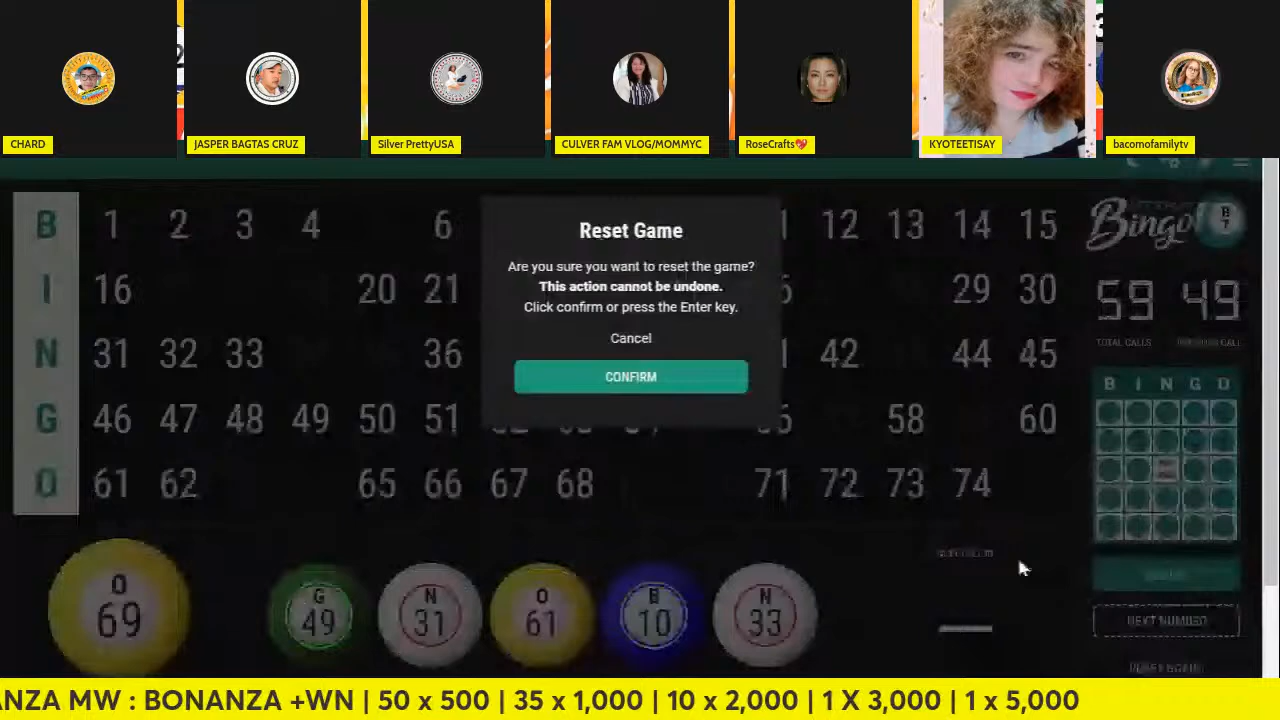 CHARD
JASPER BAGTAS CRUZ
Silver PrettyUSA
CULVER FAM VLOG/MOMMYC
RoseCrafts💖
KYOTEETISAY
bacomofamilytv
B 1 2 3 4 6 12 13 14 15
I 16 20 21 29 30
N 31 32 33 36 42 44 45
G 46 47 48 49 50 51 58 60
O 61 62 65 66 67 68 71 72 73 74
Reset Game
Are you sure you want to reset the game?
This action cannot be undone.
Click confirm or press the Enter key.
Cancel
CONFIRM
Bingo!
59 49
TOTAL CALLS
B I N G O
NEXT NUMBER
O 69
G 49
N 31
O 61
B 10
N 33
ANZA MW : BONANZA +WN | 50 x 500 | 35 x 1,000 | 10 x 2,000 | 1 X 3,000 | 1 x 5,000